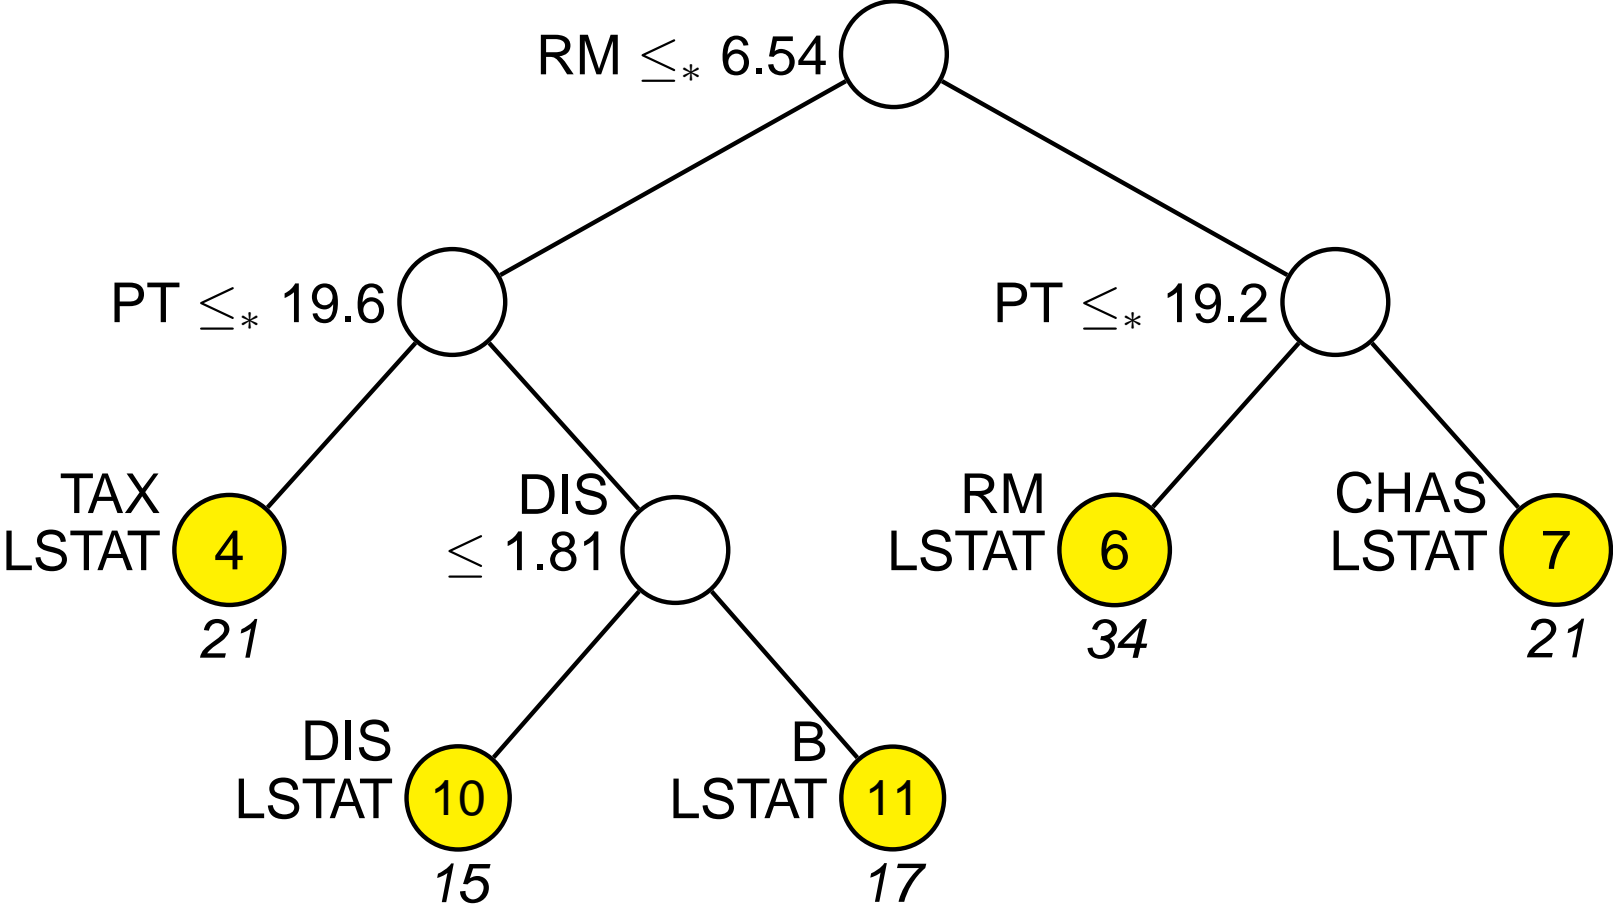 RM ≤* 6.54
PT ≤* 19.6
PT ≤* 19.2
TAX
LSTAT
4
21
DIS
≤ 1.81
RM
LSTAT
6
34
CHAS
LSTAT
7
21
DIS
LSTAT
10
15
B
LSTAT
11
17